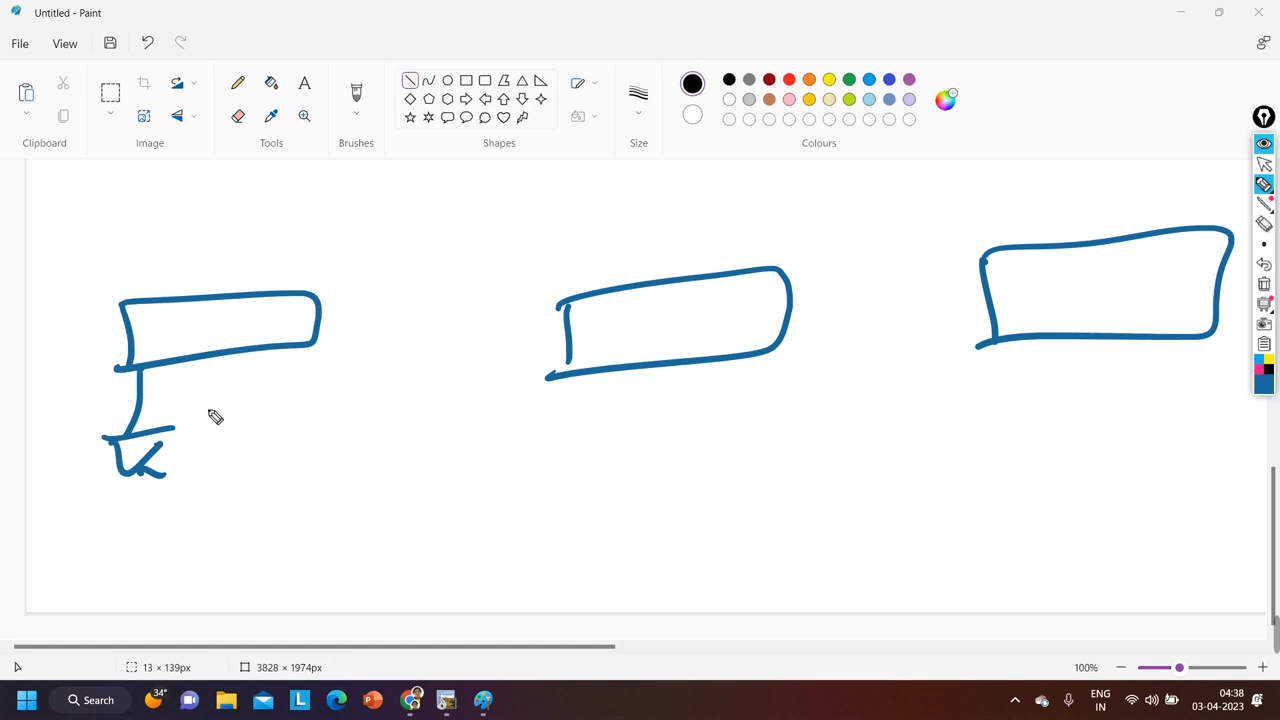 Untitled - Paint
File View
Clipboard Image Tools Brushes Shapes Size Colours
13 × 139px 3828 × 1974px 100%
34°
Search
L
ENG
IN
04:38
03-04-2023